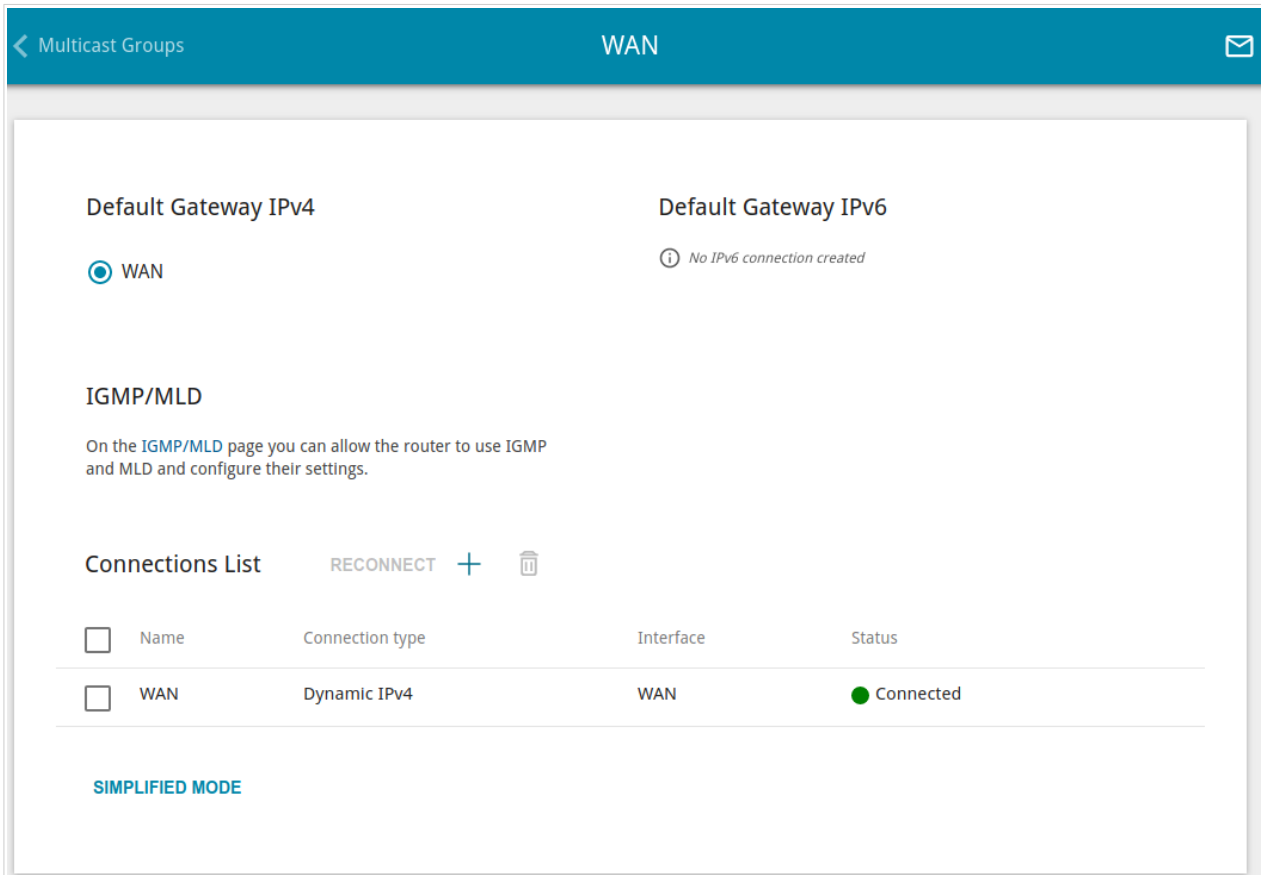 Multicast Groups
WAN
Default Gateway IPv4
WAN
Default Gateway IPv6
No IPv6 connection created
IGMP/MLD
On the IGMP/MLD page you can allow the router to use IGMP
and MLD and configure their settings.
Connections List RECONNECT
Name Connection type Interface Status
WAN Dynamic IPv4 WAN Connected
SIMPLIFIED MODE